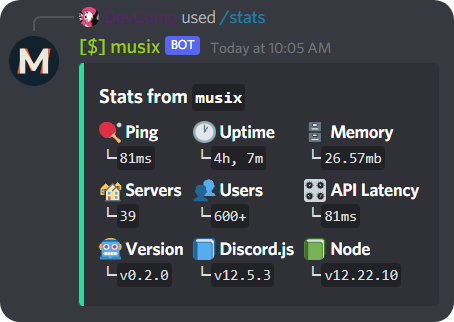 DevComp used /stats
[$] musix BOT Today at 10:05 AM
M
Stats from musix
Ping Uptime Memory
└ 81ms └ 4h, 7m └ 26.57mb
Servers Users API Latency
└ 39 └ 600+ └ 81ms
Version Discord.js Node
└ v0.2.0 └ v12.5.3 └ v12.22.10